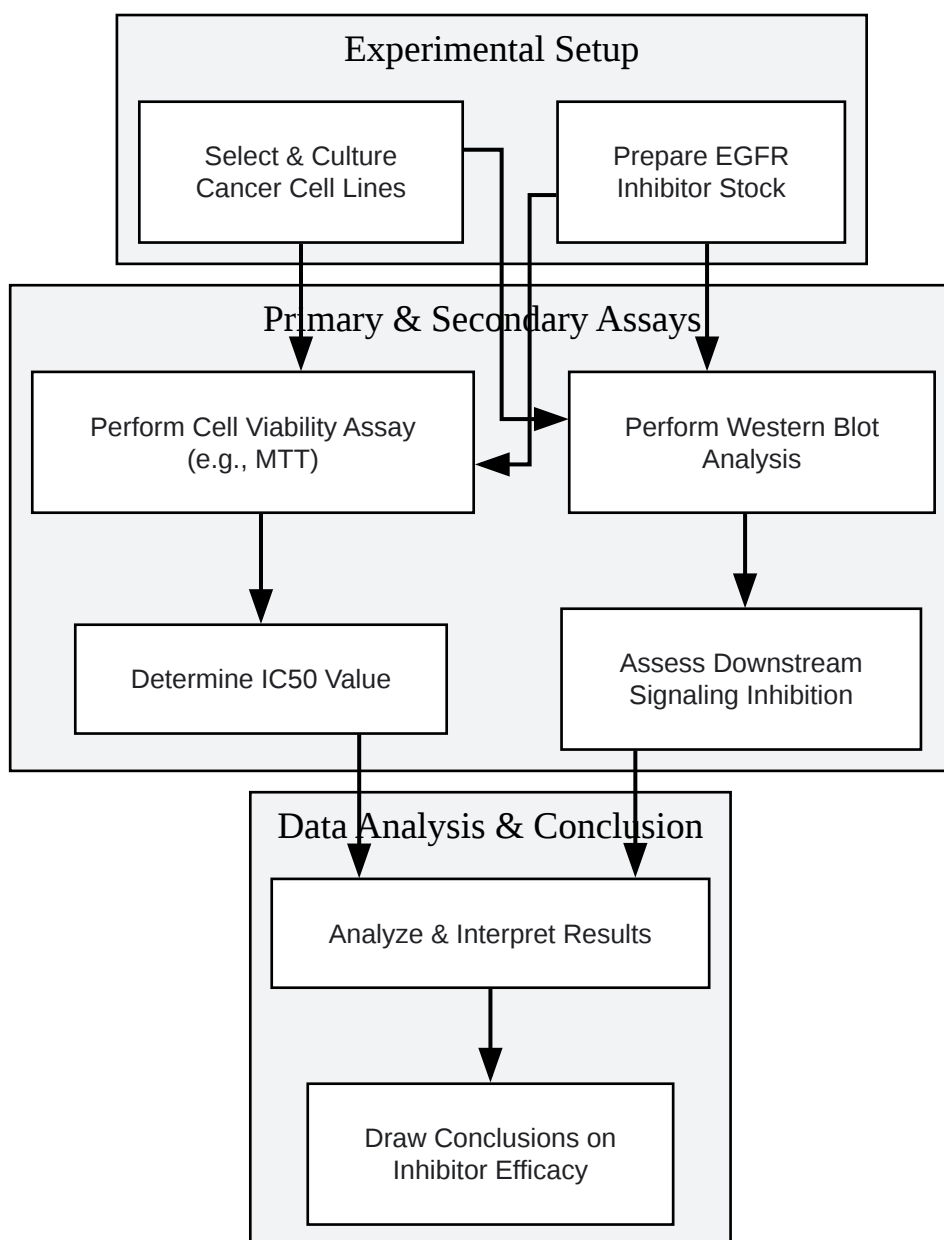 Experimental Setup
Select & Culture
Cancer Cell Lines
Prepare EGFR
Inhibitor Stock
Primary & Secondary Assays
Perform Cell Viability Assay
(e.g., MTT)
Perform Western Blot
Analysis
Determine IC50 Value
Assess Downstream
Signaling Inhibition
Data Analysis & Conclusion
Analyze & Interpret Results
Draw Conclusions on
Inhibitor Efficacy